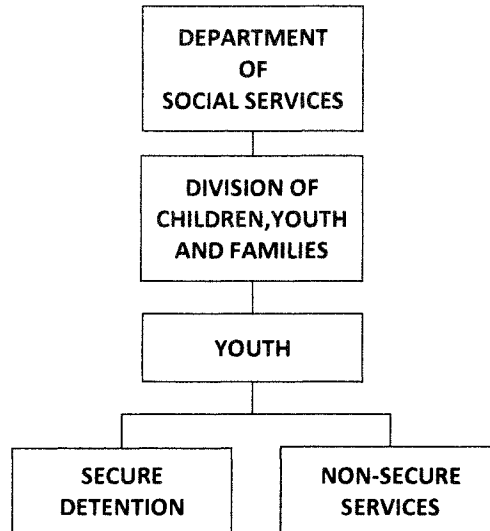 DEPARTMENT
OF
SOCIAL SERVICES
DIVISION OF
CHILDREN,YOUTH
AND FAMILIES
YOUTH
SECURE
DETENTION
NON-SECURE
SERVICES